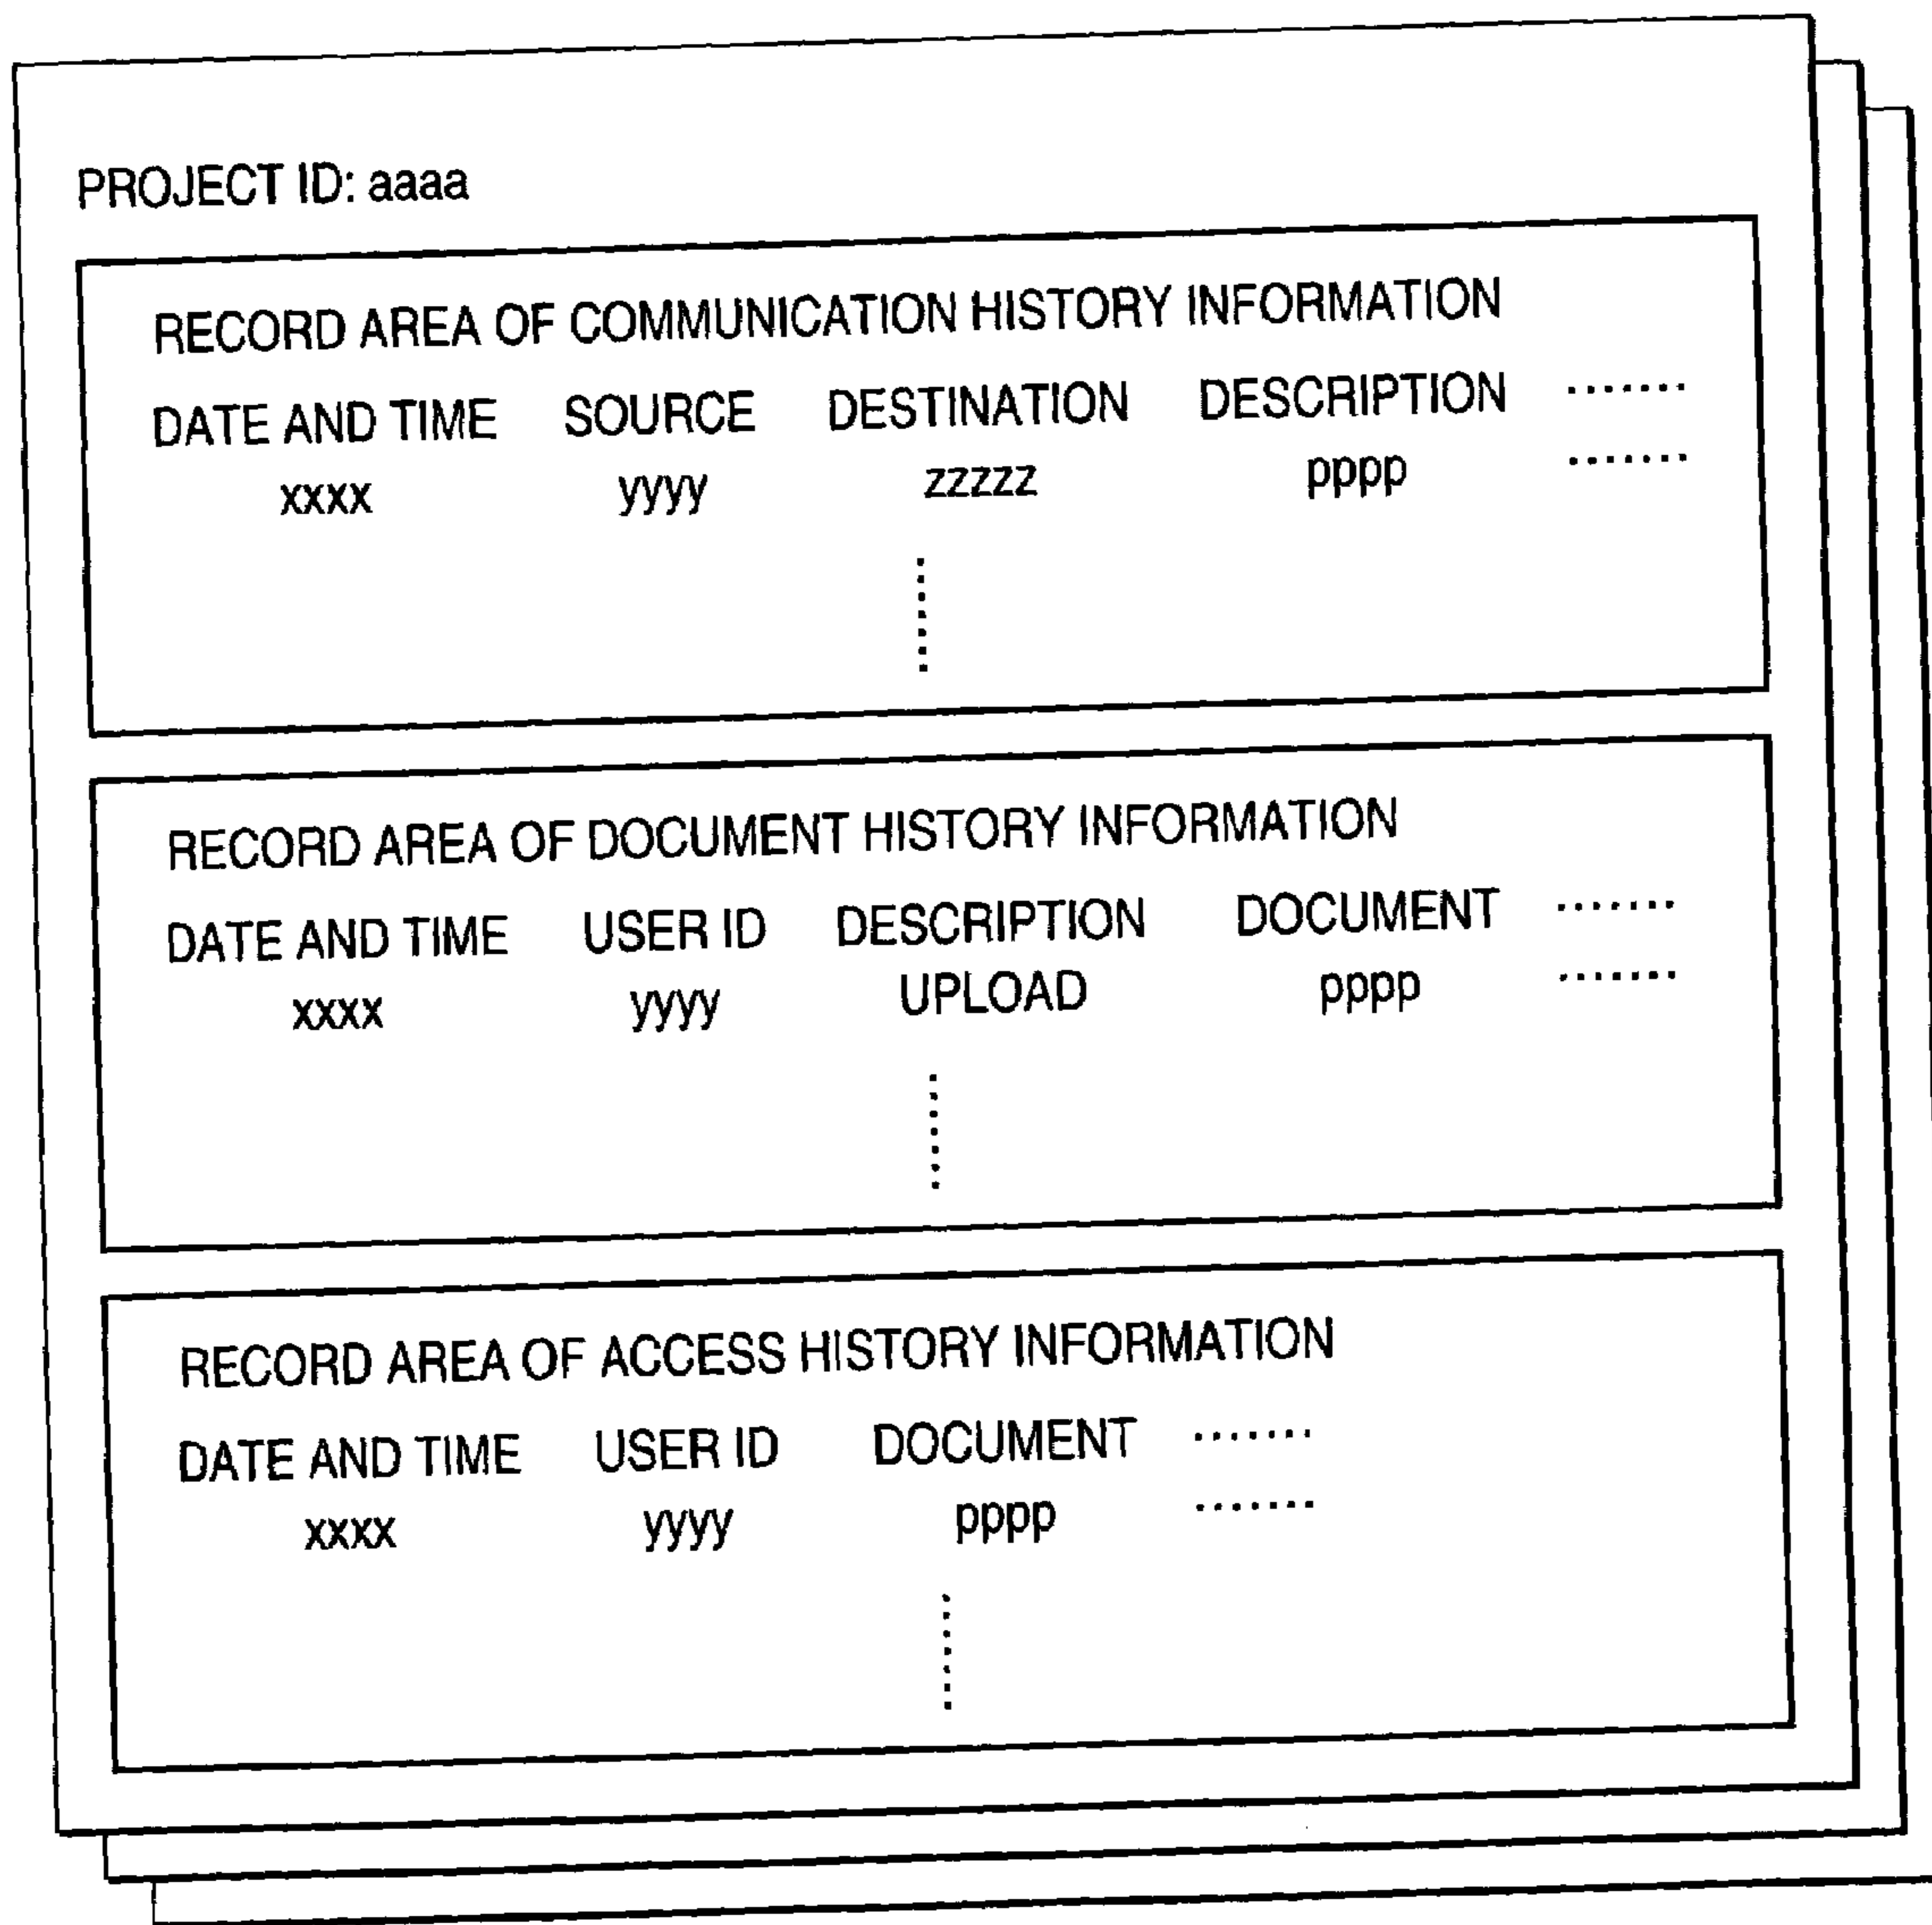 PROJECT ID: aaaa
RECORD AREA OF COMMUNICATION HISTORY INFORMATION
DATE AND TIME SOURCE DESTINATION DESCRIPTION ·······
xxxx yyyy zzzzz pppp ·······
RECORD AREA OF DOCUMENT HISTORY INFORMATION
DATE AND TIME USER ID DESCRIPTION DOCUMENT ·······
xxxx yyyy UPLOAD pppp ·······
RECORD AREA OF ACCESS HISTORY INFORMATION
DATE AND TIME USER ID DOCUMENT ·······
xxxx yyyy pppp ·······